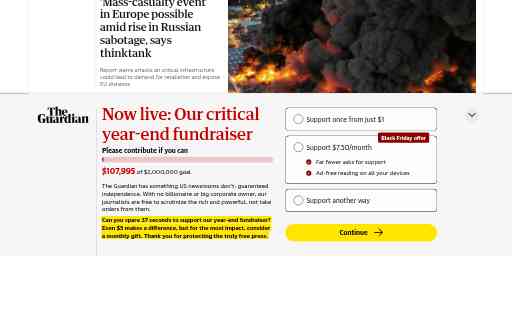 'Mass-casualty event'
in Europe possible
amid rise in Russian
sabotage, says
thinktank
Report warns attacks on critical infrastructure
could lead to demand for retaliation and expose
EU divisions
The
Guardian
Now live: Our critical
year-end fundraiser
Please contribute if you can
$107,995 of $2,000,000 goal
The Guardian has something US newsrooms don't: guaranteed
independence. With no billionaire or big corporate owner, our
journalists are free to scrutinize the rich and powerful, not take
orders from them.
Can you spare 37 seconds to support our year-end fundraiser?
Even $5 makes a difference, but for the most impact, consider
a monthly gift. Thank you for protecting the truly free press.
Support once from just $1
Black Friday offer
Support $7.50/month
Far fewer asks for support
Ad-free reading on all your devices
Support another way
Continue